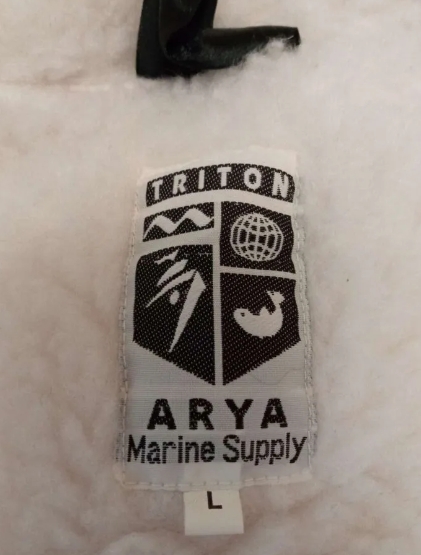 TRITON
ARYA
Marine Supply
L